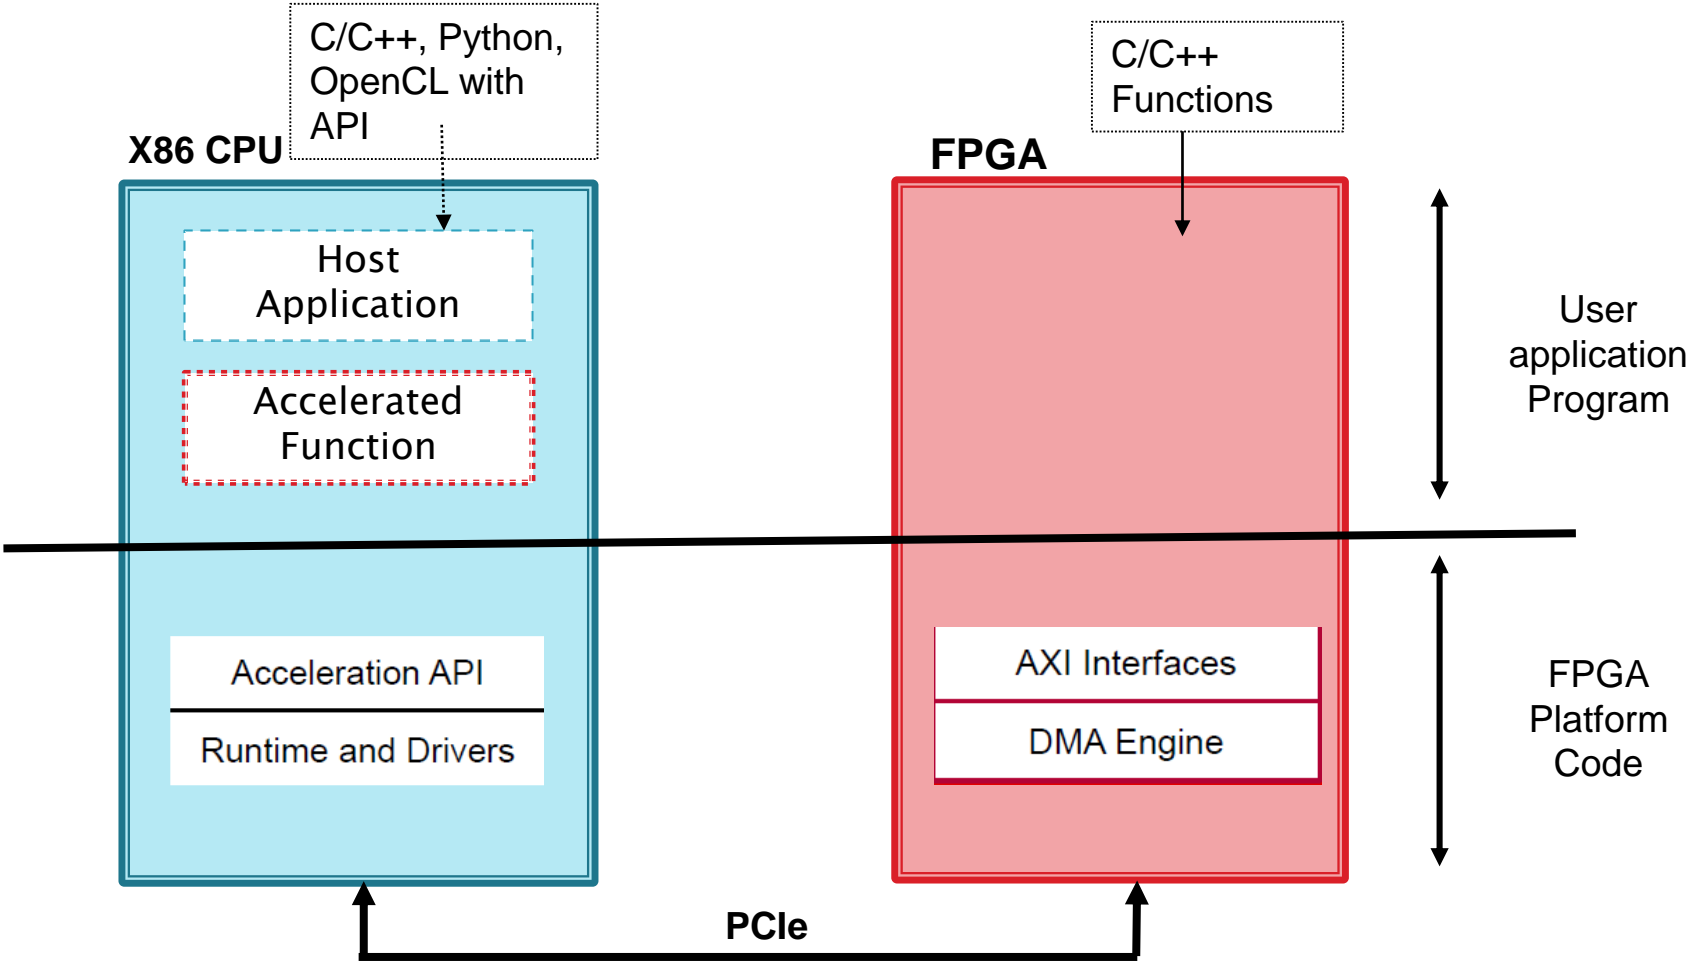 C/C++, Python,
OpenCL with
API
C/C++
Functions
X86 CPU
FPGA
Host
Application
Accelerated
Function
User
application
Program
Acceleration API
Runtime and Drivers
AXI Interfaces
DMA Engine
FPGA
Platform
Code
PCIe